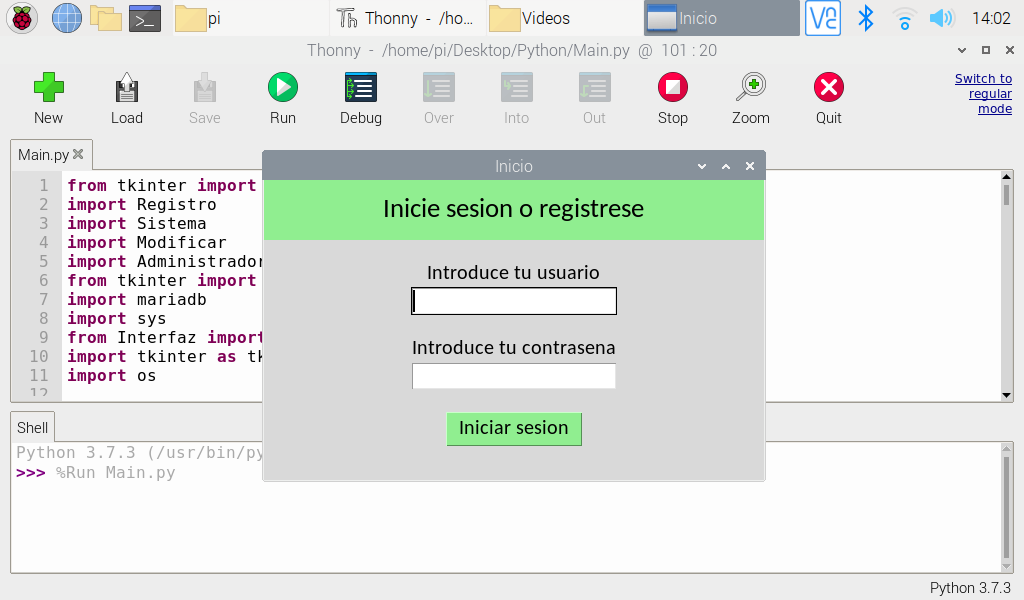 pi
Thonny - /ho...
Videos
Inicio
14:02
Thonny - /home/pi/Desktop/Python/Main.py @ 101 : 20
New
Load
Save
Run
Debug
Over
Into
Out
Stop
Zoom
Quit
Switch to
regular
mode
Main.py
1 from tkinter import
2 import Registro
3 import Sistema
4 import Modificar
5 import Administrador
6 from tkinter import
7 import mariadb
8 import sys
9 from Interfaz import
10 import tkinter as tk
11 import os
12
Inicio
Inicie sesion o registrese
Introduce tu usuario
Introduce tu contrasena
Iniciar sesion
Shell
Python 3.7.3 (/usr/bin/py
>>> %Run Main.py
Python 3.7.3